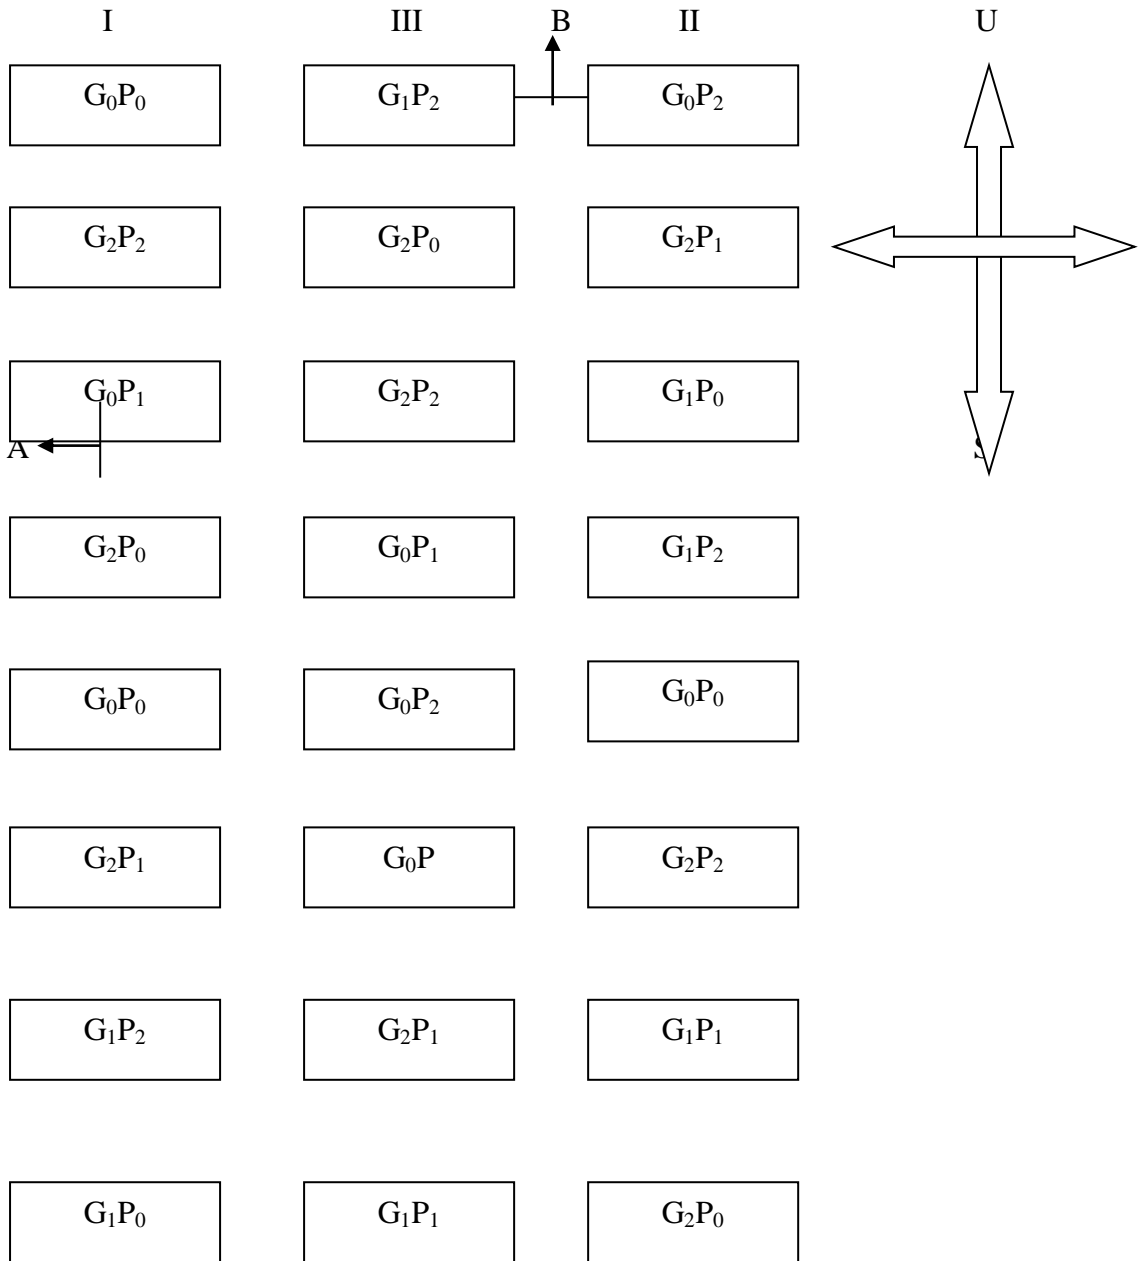 I III B II U
G₀P₀ G₁P₂ G₀P₂
G₂P₂ G₂P₀ G₂P₁
G₀P₁ G₂P₂ G₁P₀
A S
G₂P₀ G₀P₁ G₁P₂
G₀P₀ G₀P₂ G₀P₀
G₂P₁ G₀P G₂P₂
G₁P₂ G₂P₁ G₁P₁
G₁P₀ G₁P₁ G₂P₀